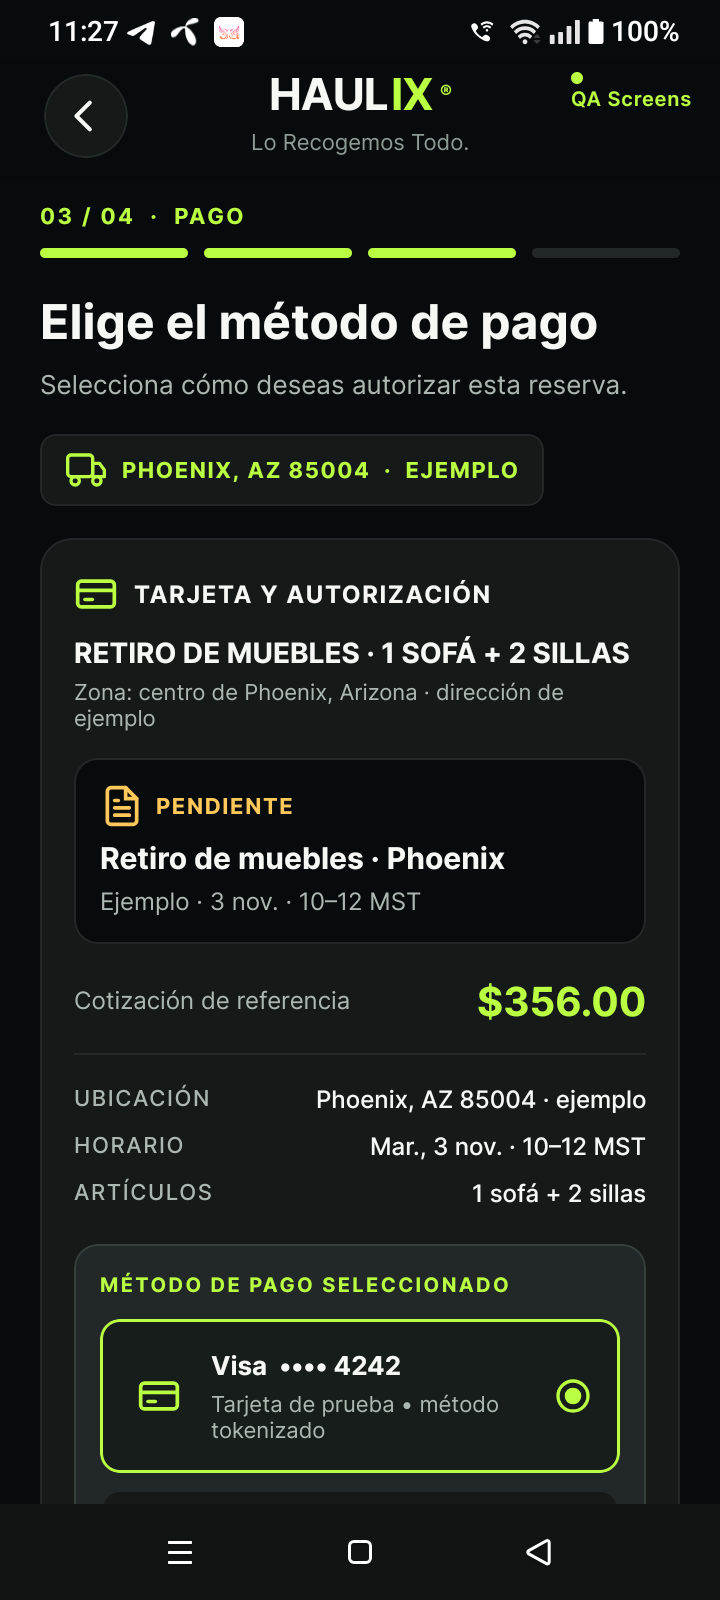 11:27
100%
HAULIX ®
Lo Recogemos Todo.
QA Screens
03 / 04 · PAGO
Elige el método de pago
Selecciona cómo deseas autorizar esta reserva.
PHOENIX, AZ 85004 · EJEMPLO
TARJETA Y AUTORIZACIÓN
RETIRO DE MUEBLES · 1 SOFÁ + 2 SILLAS
Zona: centro de Phoenix, Arizona · dirección de
ejemplo
PENDIENTE
Retiro de muebles · Phoenix
Ejemplo · 3 nov. · 10–12 MST
Cotización de referencia $356.00
UBICACIÓN Phoenix, AZ 85004 · ejemplo
HORARIO Mar., 3 nov. · 10–12 MST
ARTÍCULOS 1 sofá + 2 sillas
MÉTODO DE PAGO SELECCIONADO
Visa •••• 4242
Tarjeta de prueba • método
tokenizado